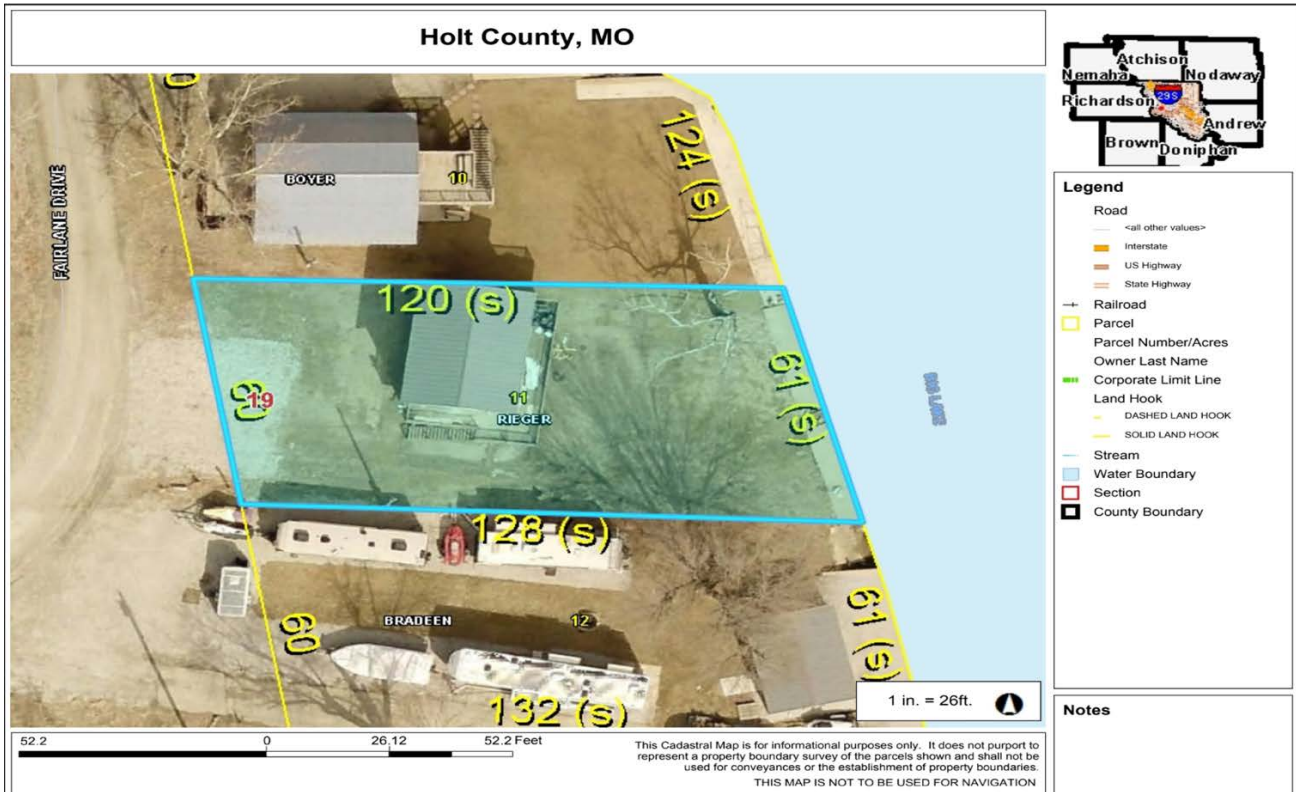 Holt County, MO
Atchison
Nemaha
Nodaway
Richardson
29S
Andrew
Brown
Doniphan
FAIRLANE DRIVE
BOYER
10
124 (s)
120 (s)
60
19
11
RIEGER
61 (s)
BIG LAKE
128 (s)
60
BRADEEN
12
61 (s)
132 (s)
1 in. = 26ft.
Legend
Road
<all other values>
Interstate
US Highway
State Highway
Railroad
Parcel
Parcel Number/Acres
Owner Last Name
Corporate Limit Line
Land Hook
DASHED LAND HOOK
SOLID LAND HOOK
Stream
Water Boundary
Section
County Boundary
Notes
52.2
0
26.12
52.2 Feet
This Cadastral Map is for informational purposes only. It does not purport to
represent a property boundary survey of the parcels shown and shall not be
used for conveyances or the establishment of property boundaries.
THIS MAP IS NOT TO BE USED FOR NAVIGATION